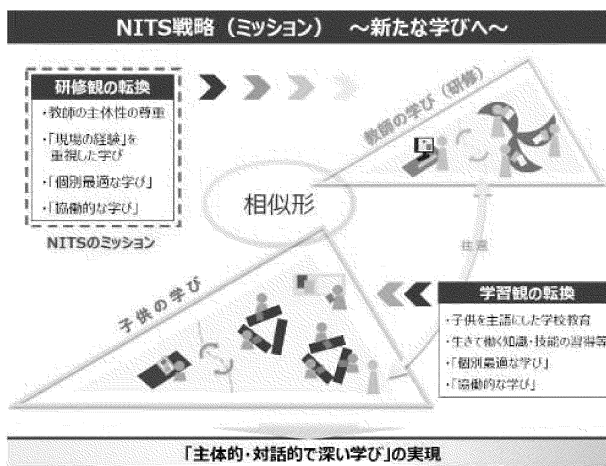 NITS戦略（ミッション）　～新たな学びへ～
研修観の転換
・教師の主体性の尊重
・「現場の経験」を
重視した学び
・「個別最適な学び」
・「協働的な学び」
NITSのミッション
教師の学び（研修）
相似形
子供の学び
学習観の転換
・子供を主語にした学校教育
・生きて働く知識・技能の習得等
・「個別最適な学び」
・「協働的な学び」
「主体的・対話的で深い学び」の実現